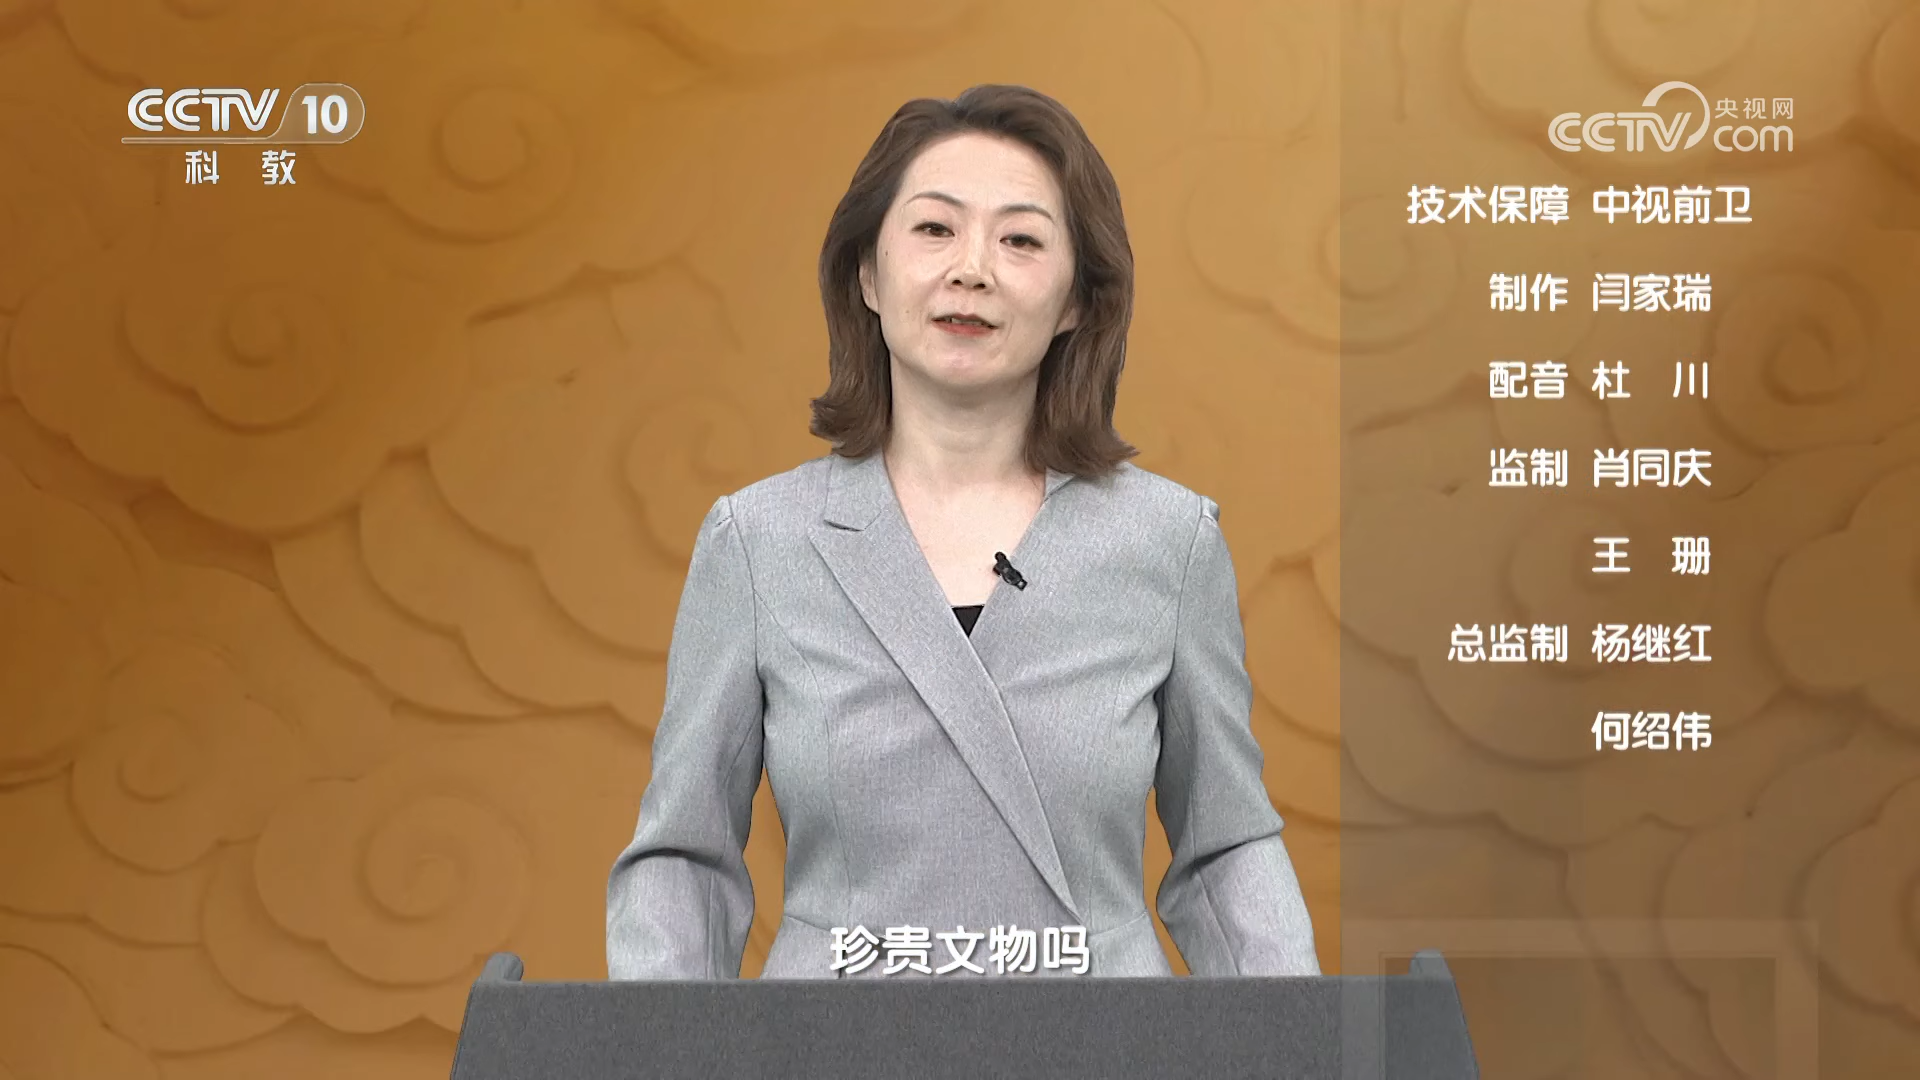 CCTV 10
科 教
央视网
CCTV com
技术保障 中视前卫
制作 闫家瑞
配音 杜 川
监制 肖同庆
王 珊
总监制 杨继红
何绍伟
珍贵文物吗